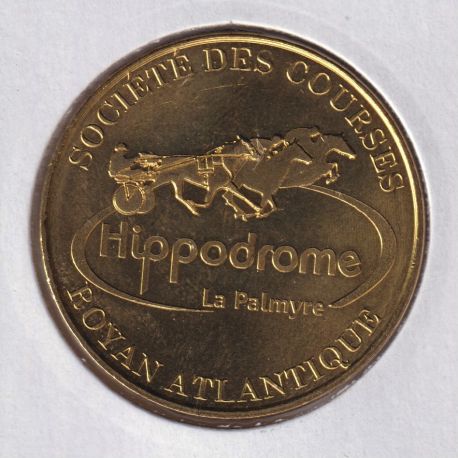 SOCIÉTÉ DES COURSES
Hippodrome
La Palmyre
ROYAN ATLANTIQUE